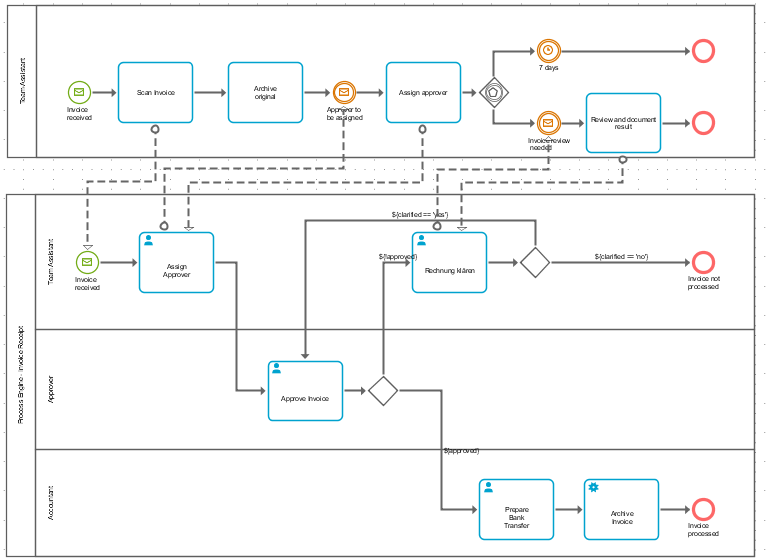 Team Assistant
Invoice
received
Scan Invoice
Archive
original
Approver to
be assigned
Assign approver
7 days
Invoice review
needed
Review and document
result
Process Engine - Invoice Receipt
Team Assistant
Invoice
received
Assign
Approver
${clarified == 'yes'}
${!approved}
Rechnung klären
${clarified == 'no'}
Invoice not
processed
Approver
Approve Invoice
${approved}
Accountant
Prepare
Bank
Transfer
Archive
Invoice
Invoice
processed